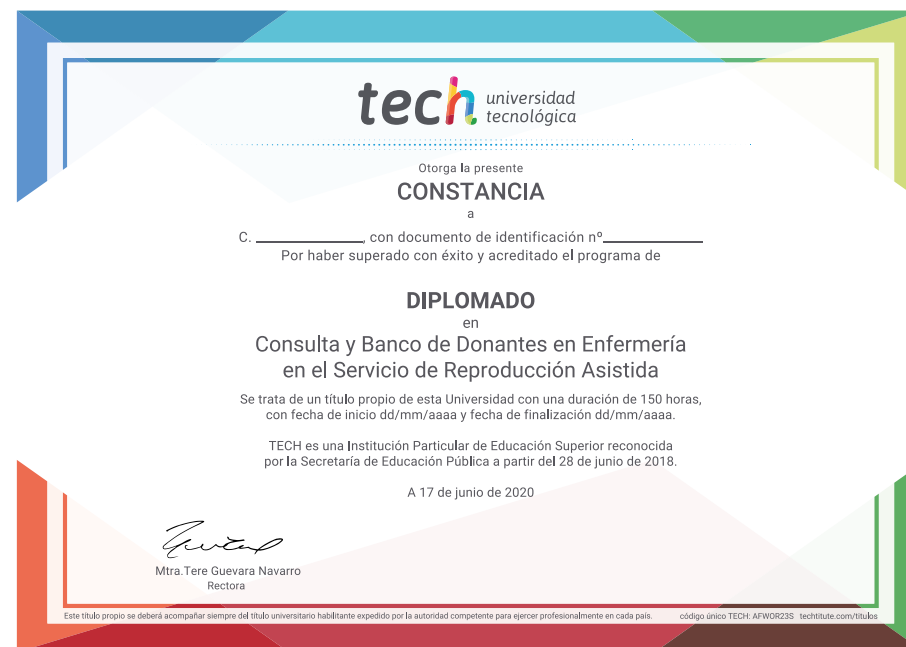 tech universidad
tecnológica
Otorga la presente
CONSTANCIA
a
C. ____________, con documento de identificación nº____________
Por haber superado con éxito y acreditado el programa de
DIPLOMADO
en
Consulta y Banco de Donantes en Enfermería
en el Servicio de Reproducción Asistida
Se trata de un título propio de esta Universidad con una duración de 150 horas,
con fecha de inicio dd/mm/aaaa y fecha de finalización dd/mm/aaaa.
TECH es una Institución Particular de Educación Superior reconocida
por la Secretaría de Educación Pública a partir del 28 de junio de 2018.
A 17 de junio de 2020
Mtra.Tere Guevara Navarro
Rectora
Este título propio se deberá acompañar siempre del título universitario habilitante expedido por la autoridad competente para ejercer profesionalmente en cada país. código único TECH: AFWOR23S techtitute.com/titulos